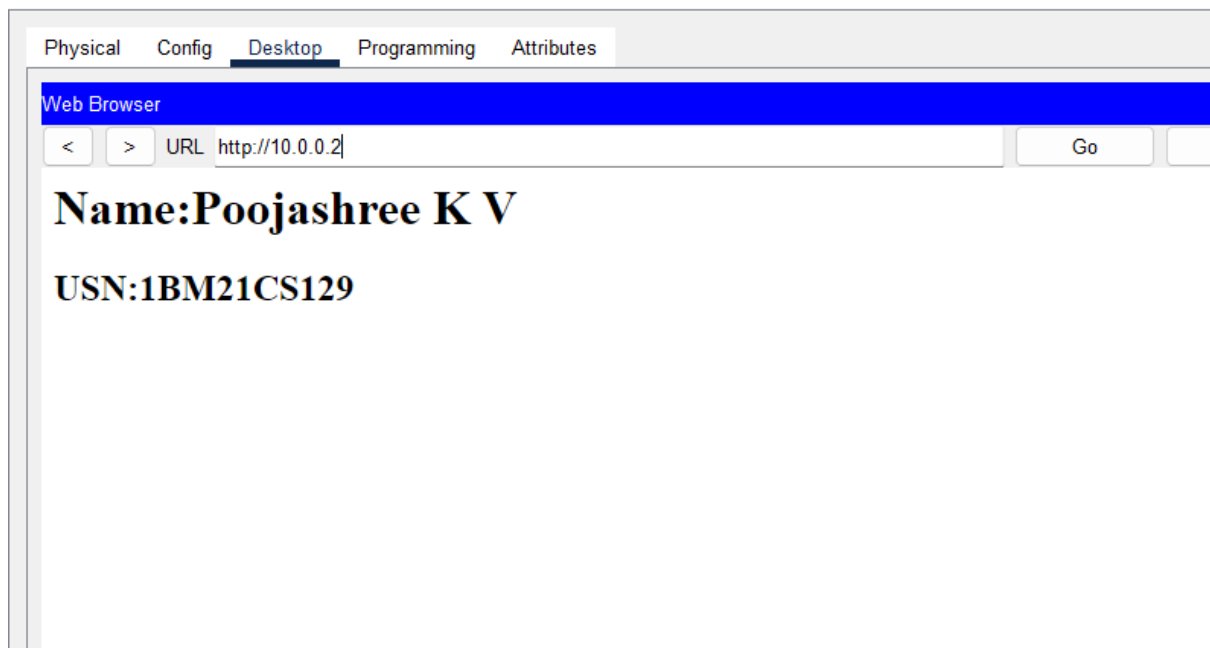 Physical Config Desktop Programming Attributes
Web Browser
< > URL http://10.0.0.2 Go
Name:Poojashree K V
USN:1BM21CS129